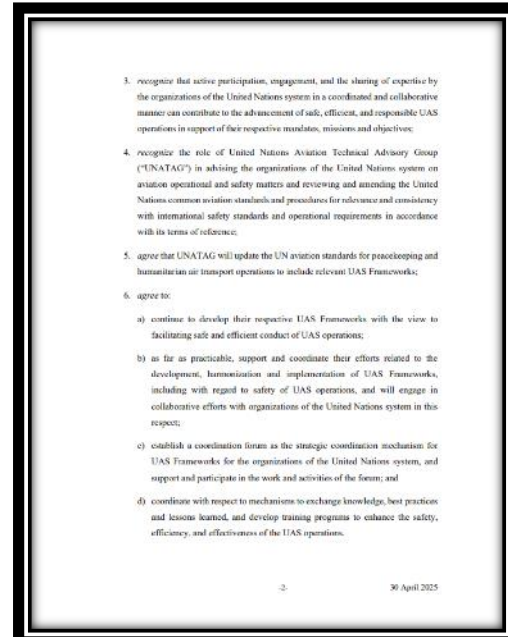 3. recognize that active participation, engagement, and the sharing of expertise by
the organizations of the United Nations system in a coordinated and collaborative
manner can contribute to the advancement of safe, efficient, and responsible UAS
operations in support of their respective mandates, missions and objectives;
4. recognize the role of United Nations Aviation Technical Advisory Group
("UNATAG") in advising the organizations of the United Nations system on
aviation operational and safety matters and reviewing and amending the United
Nations common aviation standards and procedures for relevance and consistency
with international safety standards and operational requirements in accordance
with its terms of reference;
5. agree that UNATAG will update the UN aviation standards for peacekeeping and
humanitarian air transport operations to include relevant UAS Frameworks;
6. agree to:
a) continue to develop their respective UAS Frameworks with the view to
facilitating safe and efficient conduct of UAS operations;
b) as far as practicable, support and coordinate their efforts related to the
development, harmonization and implementation of UAS Frameworks,
including with regard to safety of UAS operations, and will engage in
collaborative efforts with organizations of the United Nations system in this
respect;
c) establish a coordination forum as the strategic coordination mechanism for
UAS Frameworks for the organizations of the United Nations system, and
support and participate in the work and activities of the forum; and
d) coordinate with respect to mechanisms to exchange knowledge, best practices
and lessons learned, and develop training programs to enhance the safety,
efficiency, and effectiveness of the UAS operations.
-2- 30 April 2025